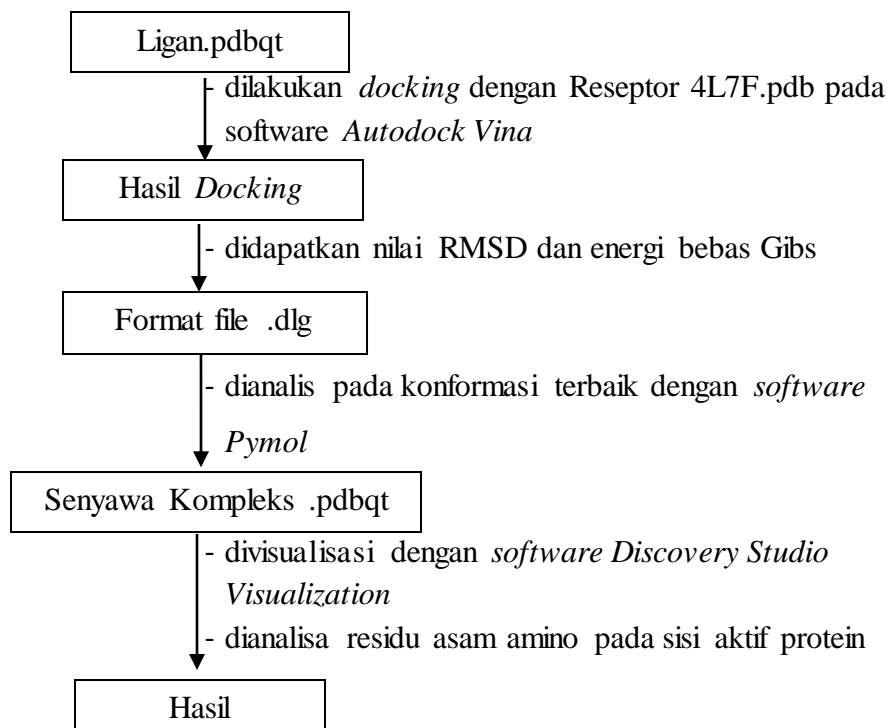 Ligan.pdbqt
- dilakukan docking dengan Reseptor 4L7F.pdb pada
software Autodock Vina
Hasil Docking
- didapatkan nilai RMSD dan energi bebas Gibs
Format file .dlg
- dianalis pada konformasi terbaik dengan software
Pymol
Senyawa Kompleks .pdbqt
- divisualisasi dengan software Discovery Studio
Visualization
- dianalisa residu asam amino pada sisi aktif protein
Hasil